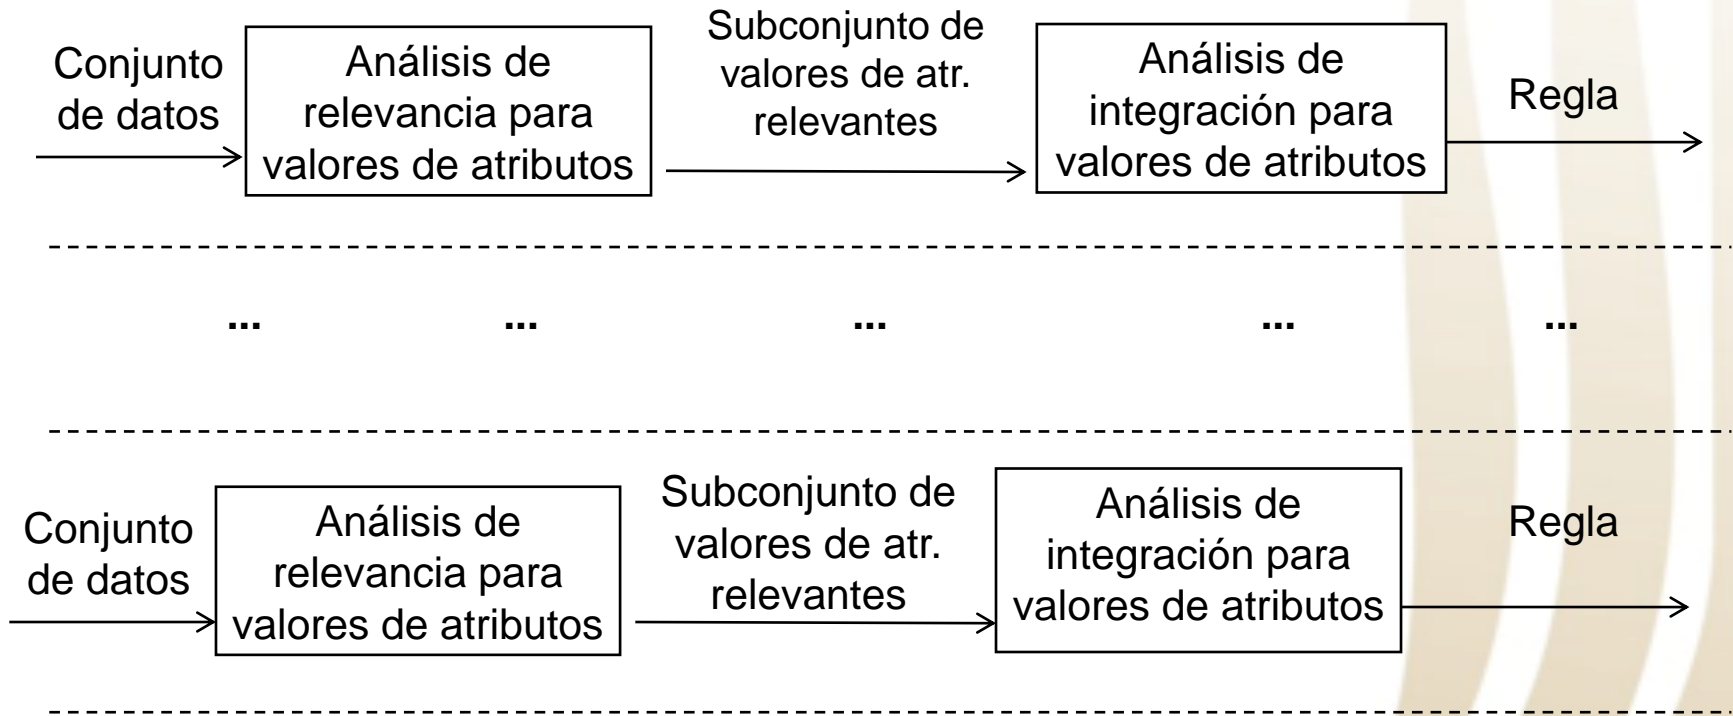 Conjunto
de datos
Análisis de
relevancia para
valores de atributos
Subconjunto de
valores de atr.
relevantes
Análisis de
integración para
valores de atributos
Regla
... ... ... ... ...
Conjunto
de datos
Análisis de
relevancia para
valores de atributos
Subconjunto de
valores de atr.
relevantes
Análisis de
integración para
valores de atributos
Regla